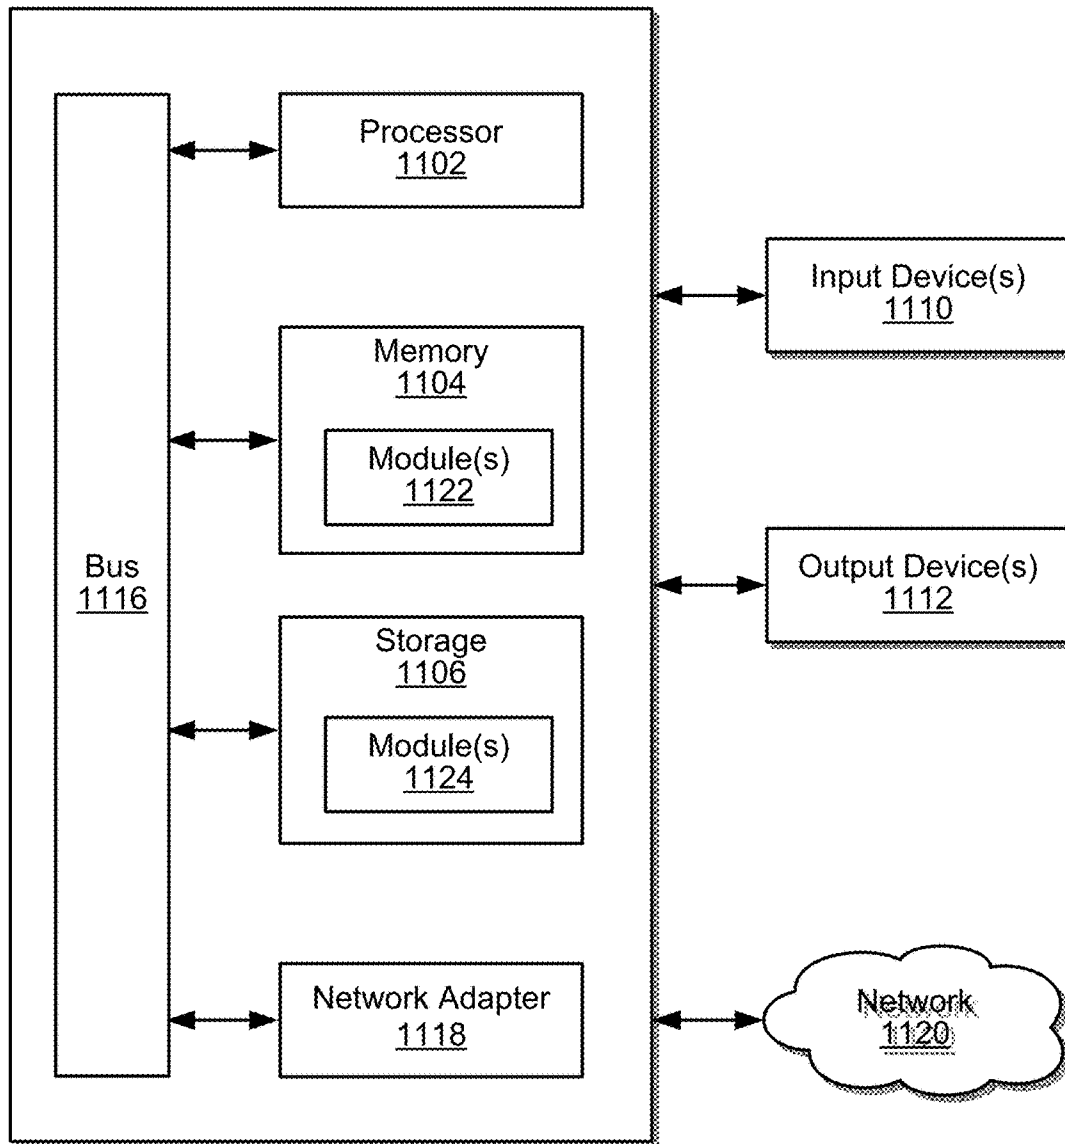 Processor
1102
Input Device(s)
1110
Memory
1104
Module(s)
1122
Bus
1116
Output Device(s)
1112
Storage
1106
Module(s)
1124
Network Adapter
1118
Network
1120